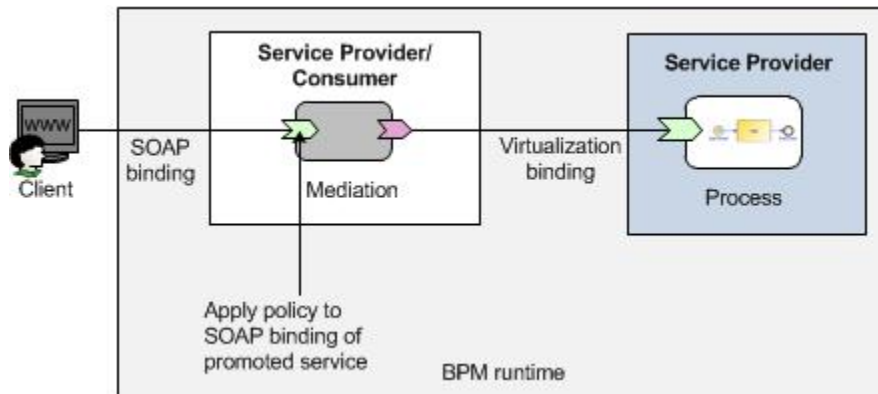 Service Provider/
Consumer
Service Provider
www
Client
SOAP
binding
Mediation
Virtualization
binding
Process
Apply policy to
SOAP binding of
promoted service
BPM runtime